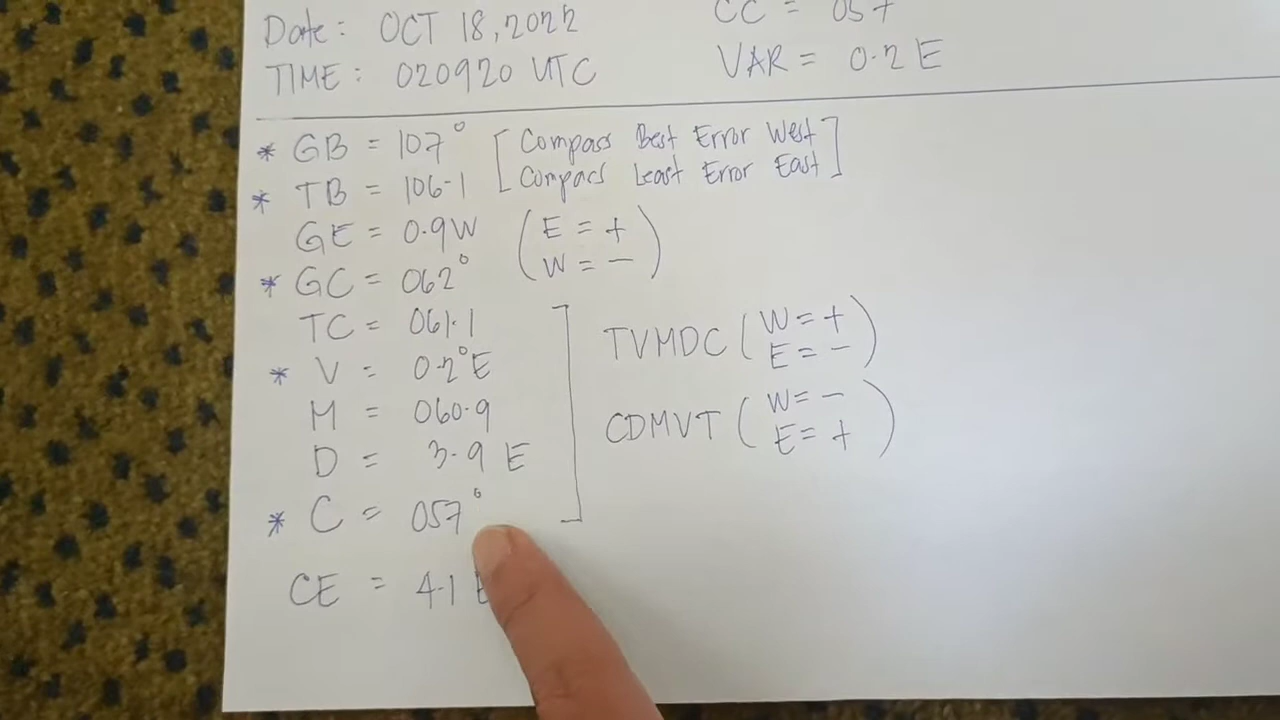 Date: OCT 18, 2022
CC = 057
TIME: 020920 UTC
VAR = 0.2 E
* GB = 107° [Compass Best Error West
* TB = 106.1 Compass Least Error East]
GE = 0.9W (E = +
W = -)
* GC = 062°
TC = 061.1
* V = 0.2°E
M = 060.9
D = 3.9 E
* C = 057°
CE = 4.1 E
TVMDC (W = +
E = -)
CDMVT (W = -
E = +)